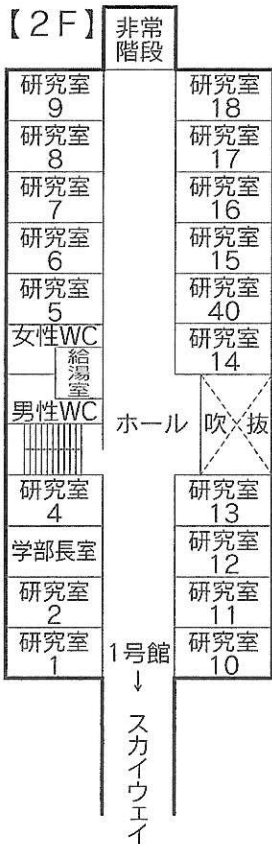 【2F】
非常
階段
研究室
9
研究室
18
研究室
8
研究室
17
研究室
7
研究室
16
研究室
6
研究室
15
研究室
5
研究室
40
女性WC
給湯室
研究室
14
男性WC
ホール
吹抜
研究室
4
研究室
13
学部長室
研究室
12
研究室
2
研究室
11
研究室
1
1号館
↓
研究室
10
スカイウェイ